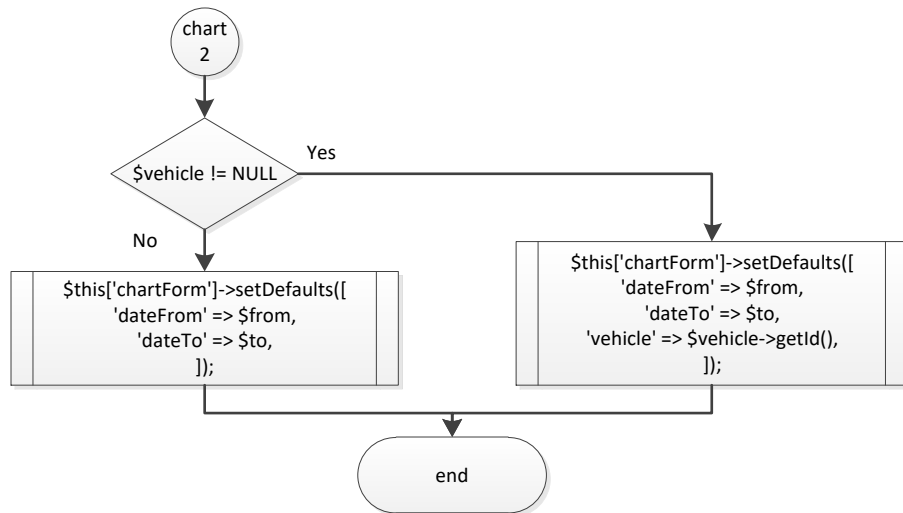 chart
2
$vehicle != NULL
Yes
No
$this['chartForm']->setDefaults([
'dateFrom' => $from,
'dateTo' => $to,
]);
$this['chartForm']->setDefaults([
'dateFrom' => $from,
'dateTo' => $to,
'vehicle' => $vehicle->getId(),
]);
end